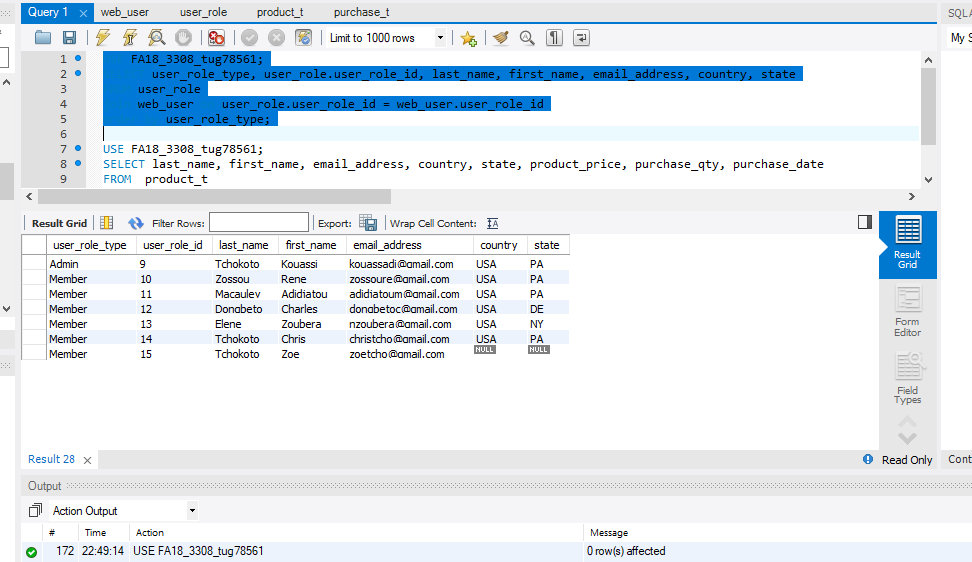 Query 1 web_user user_role product_t purchase_t
SQLA
Limit to 1000 rows
My S
1 FA18_3308_tug78561;
2 user_role_type, user_role.user_role_id, last_name, first_name, email_address, country, state
3 user_role
4 web_user user_role.user_role_id = web_user.user_role_id
5 user_role_type;
6
7 USE FA18_3308_tug78561;
8 SELECT last_name, first_name, email_address, country, state, product_price, purchase_qty, purchase_date
9 FROM product_t
Result Grid Filter Rows: Export: Wrap Cell Content:
user_role_type user_role_id last_name first_name email_address country state
Admin 9 Tchokoto Kouassi kouassadi@gmail.com USA PA
Member 10 Zossou Rene zossoure@gmail.com USA PA
Member 11 Macauley Adidiatou adidiatoum@gmail.com USA PA
Member 12 Dongbeto Charles dongbetoc@gmail.com USA DE
Member 13 Elene Zoubera nzoubera@gmail.com USA NY
Member 14 Tchokoto Chris christcho@gmail.com USA PA
Member 15 Tchokoto Zoe zoetcho@gmail.com NULL NULL
Result
Grid
Form
Editor
Field
Types
Result 28
Read Only
Cont
Output
Action Output
# Time Action Message
172 22:49:14 USE FA18_3308_tug78561 0 row(s) affected